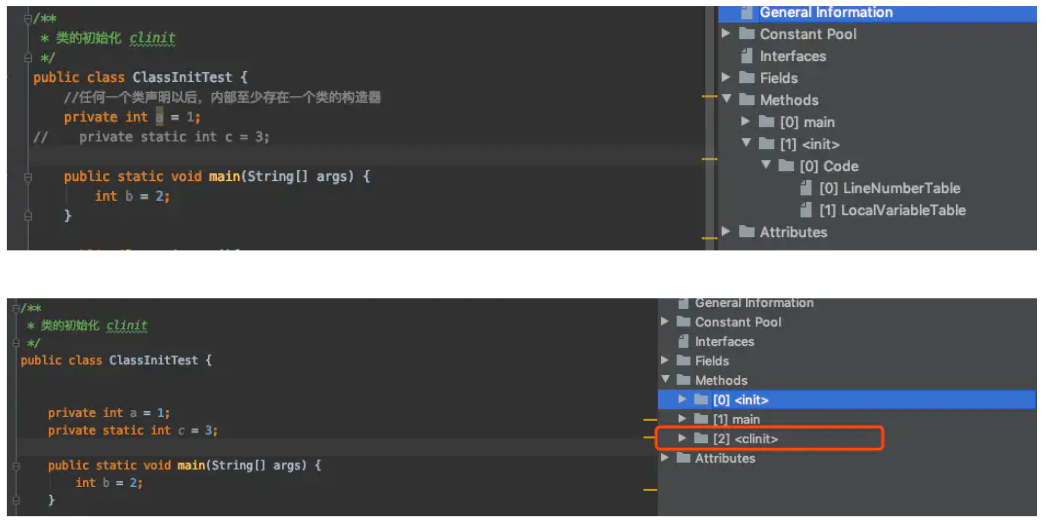 /**
* 类的初始化 clinit
*/
public class ClassInitTest {
//任何一个类声明以后，内部至少存在一个类的构造器
private int a = 1;
// private static int c = 3;
public static void main(String[] args) {
int b = 2;
}
General Information
Constant Pool
Interfaces
Fields
Methods
[0] main
[1] <init>
[0] Code
[0] LineNumberTable
[1] LocalVariableTable
Attributes
/**
* 类的初始化 clinit
*/
public class ClassInitTest {
private int a = 1;
private static int c = 3;
public static void main(String[] args) {
int b = 2;
}
General Information
Constant Pool
Interfaces
Fields
Methods
[0] <init>
[1] main
[2] <clinit>
Attributes